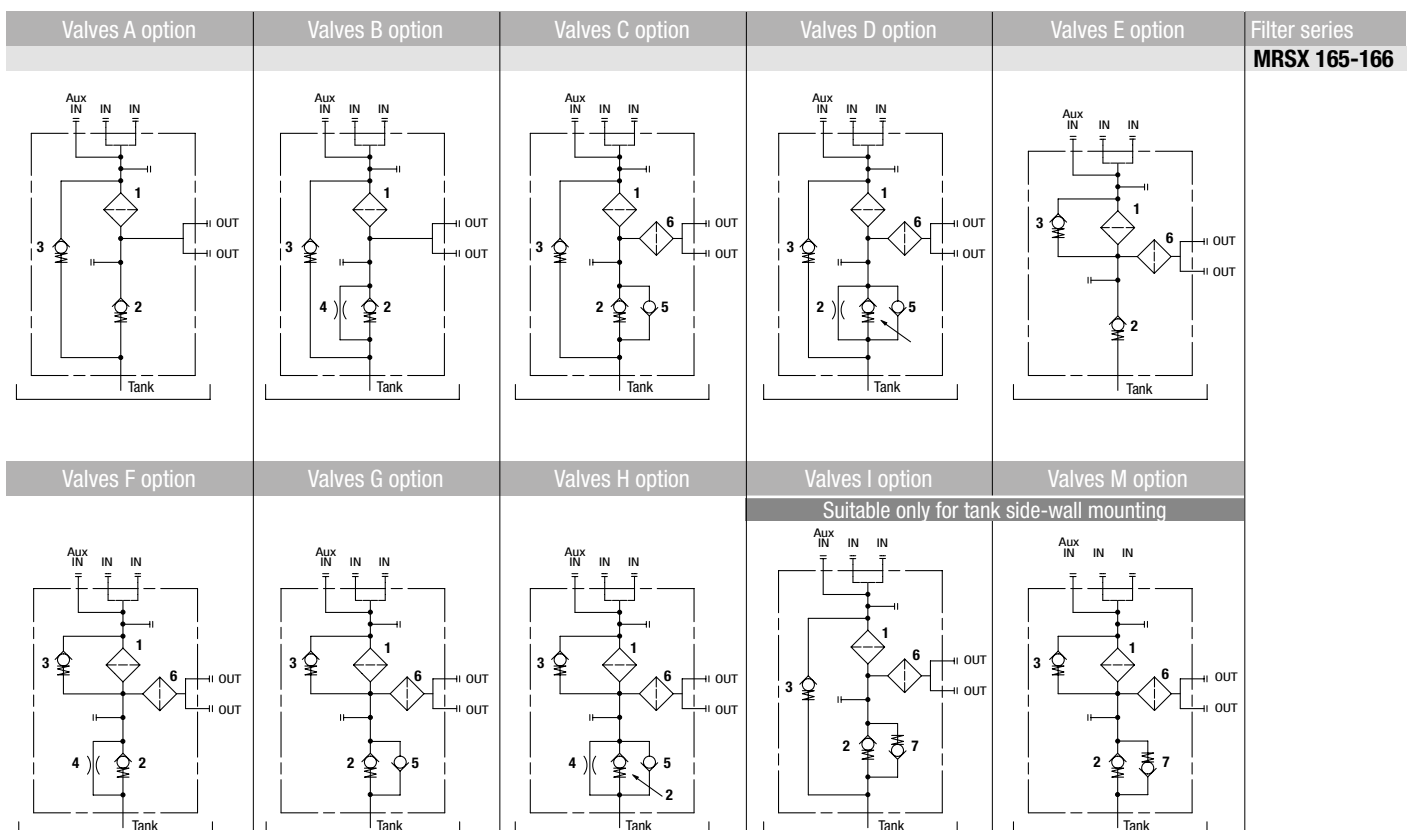 Valves A option
Valves B option
Valves C option
Valves D option
Valves E option
Filter series
MRSX 165-166
Aux
IN IN IN
1
3
OUT
OUT
2
Tank
Aux
IN IN IN
1
3
OUT
OUT
4 2
Tank
Aux
IN IN IN
1
6
3
OUT
OUT
2 5
Tank
Aux
IN IN IN
1
6
3
OUT
OUT
2 5
Tank
Aux
IN IN IN
1
3
6
OUT
OUT
2
Tank
Valves F option
Valves G option
Valves H option
Valves I option
Valves M option
Suitable only for tank side-wall mounting
Aux
IN IN IN
1
3
6
OUT
OUT
4 2
Tank
Aux
IN IN IN
1
3
6
OUT
OUT
2 5
Tank
Aux
IN IN IN
1
3
6
OUT
OUT
4 5
2
Tank
Aux
IN IN IN
1
6
OUT
3
OUT
2 7
Tank
Aux
IN IN IN
1
3
6
OUT
OUT
2 7
Tank